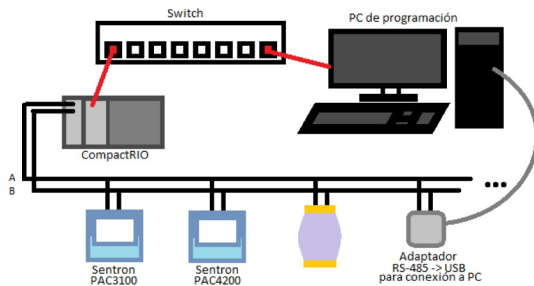 Switch
PC de programación
CompactRIO
A
B
Sentron
PAC3100
Sentron
PAC4200
Adaptador
RS-485 -> USB
para conexión a PC